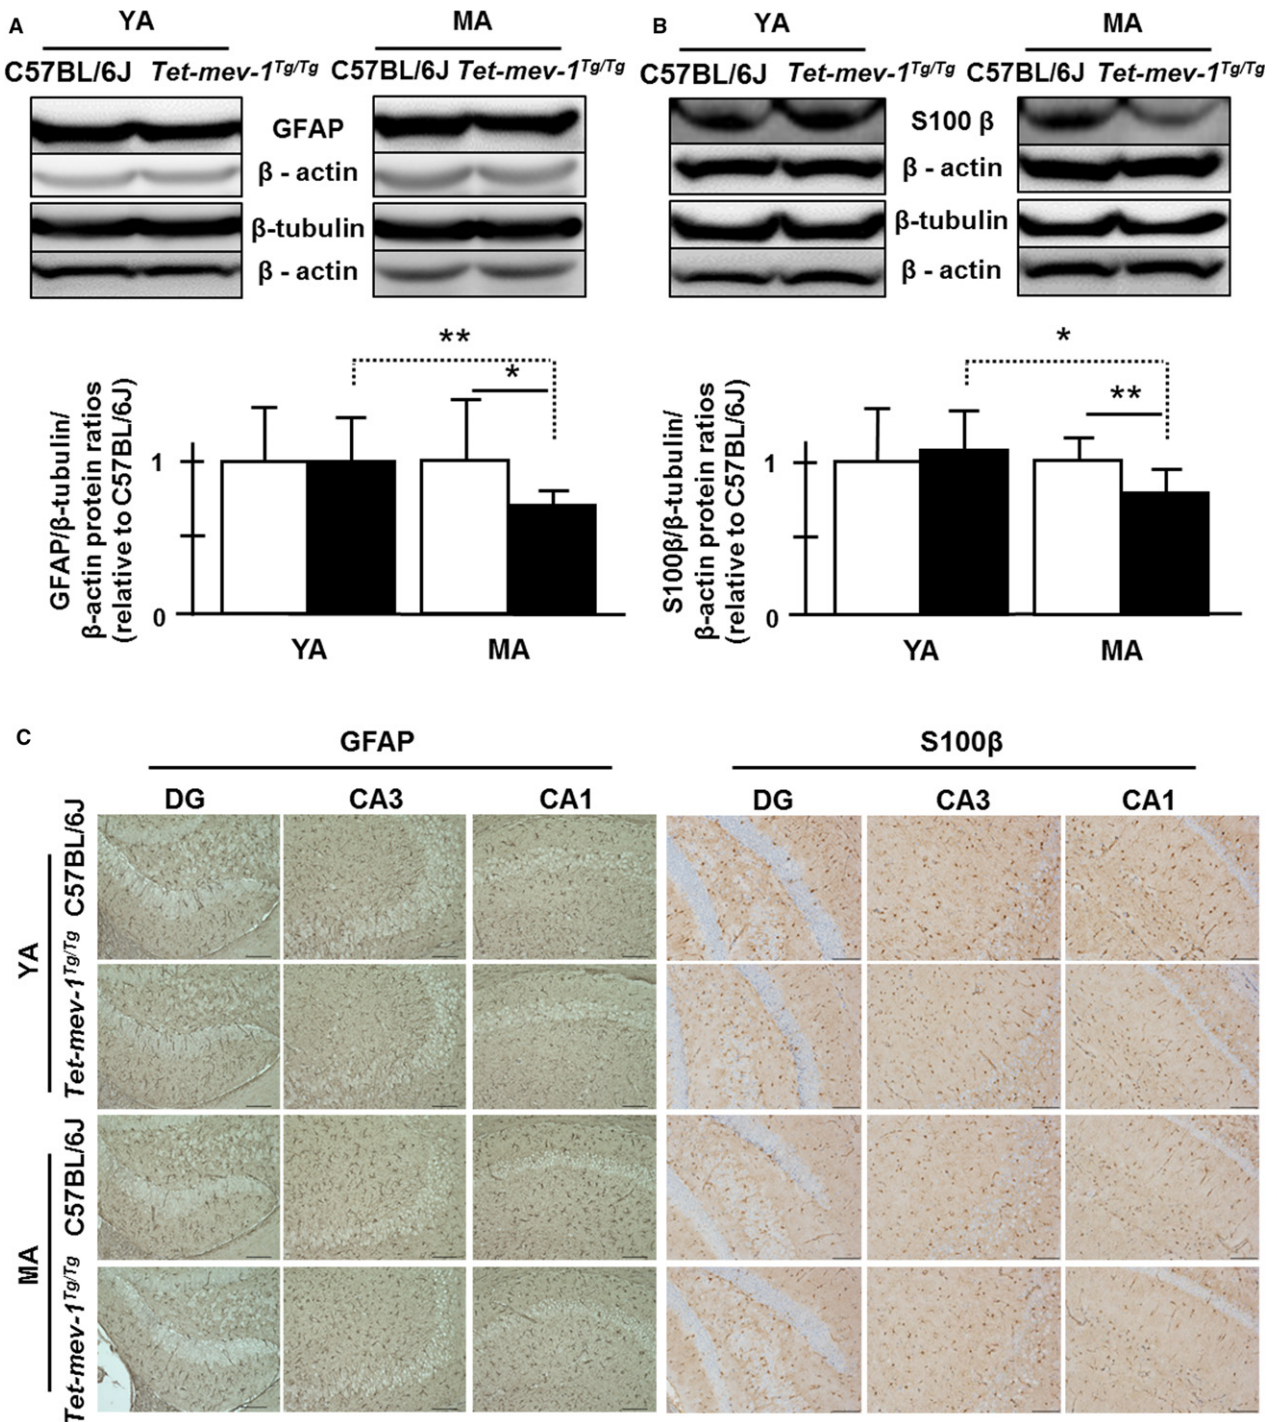 A
YA
MA
C57BL/6J Tet-mev-1Tg/Tg C57BL/6J Tet-mev-1Tg/Tg
GFAP
β - actin
β-tubulin
β - actin
**
*
GFAP/β-tubulin/
β-actin protein ratios
(relative to C57BL/6J)
1
0
YA
MA
B
YA
MA
C57BL/6J Tet-mev-1Tg/Tg C57BL/6J Tet-mev-1Tg/Tg
S100 β
β - actin
β-tubulin
β - actin
*
**
S100β/β-tubulin/
β-actin protein ratios
(relative to C57BL/6J)
1
0
YA
MA
C
GFAP
S100β
DG CA3 CA1 DG CA3 CA1
YA
C57BL/6J
Tet-mev-1Tg/Tg
MA
C57BL/6J
Tet-mev-1Tg/Tg